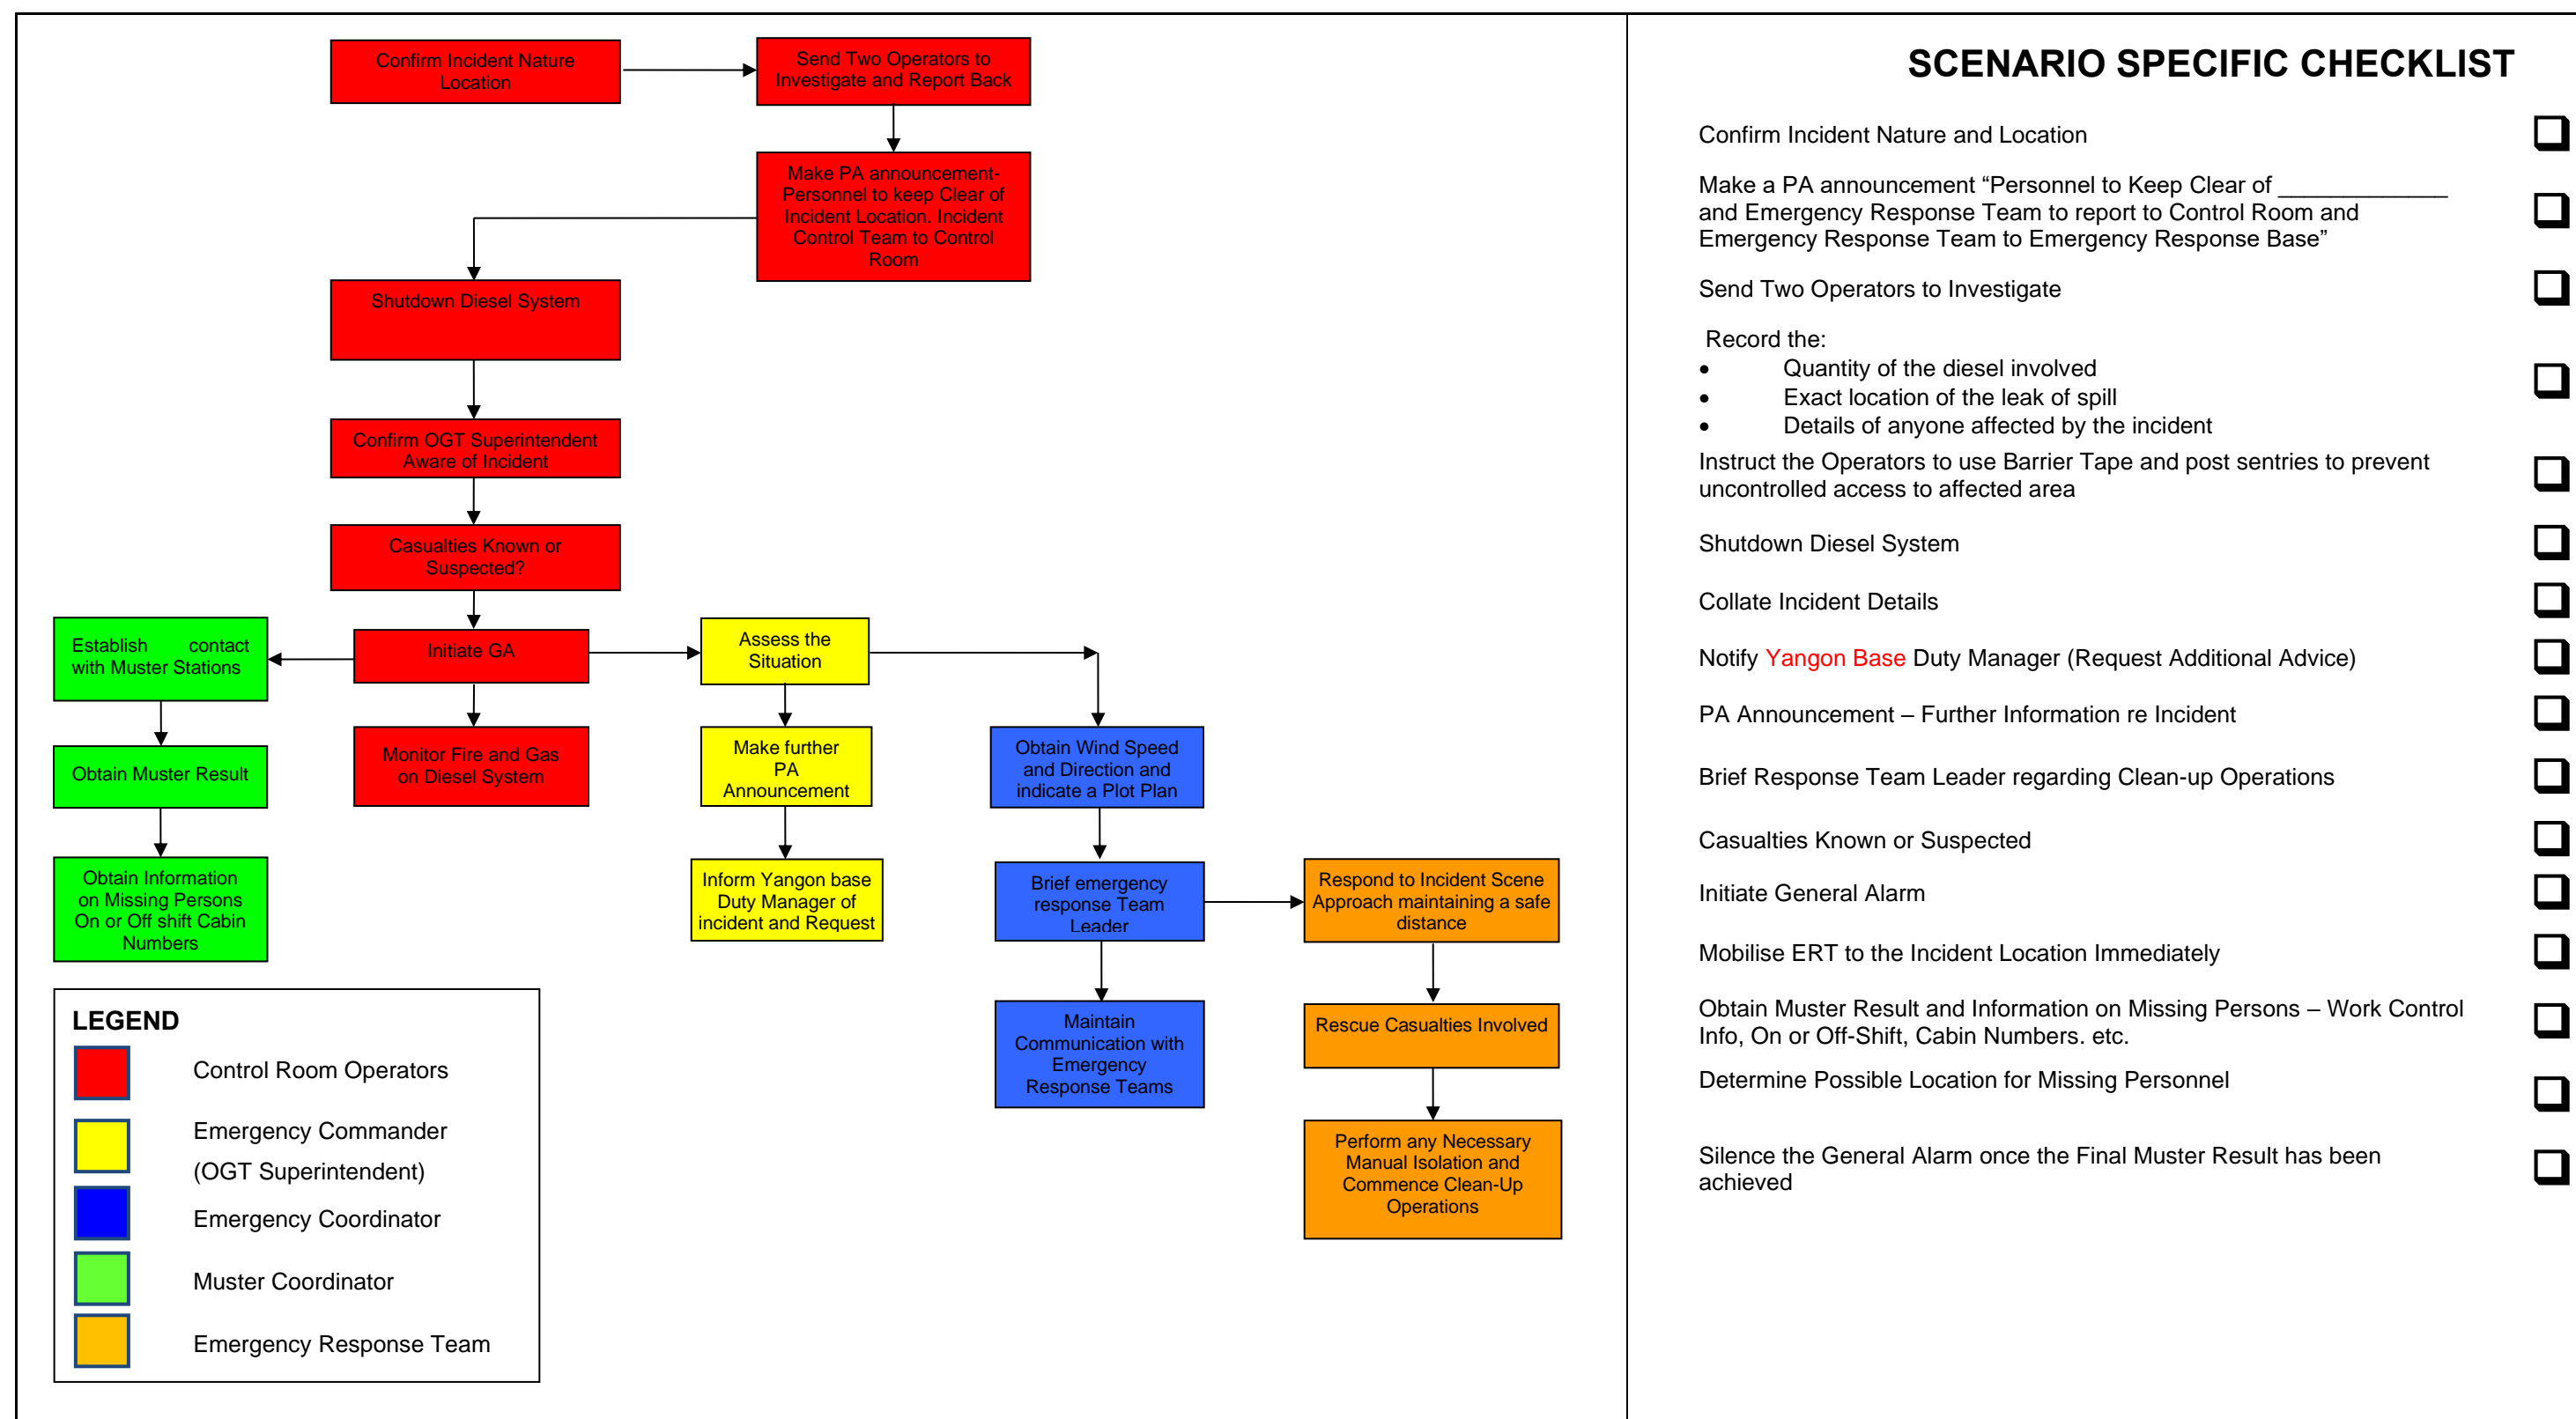 Confirm Incident Nature
Location
Send Two Operators to
Investigate and Report Back
Make PA announcement-
Personnel to keep Clear of
Incident Location. Incident
Control Team to Control
Room
Shutdown Diesel System
Confirm OGT Superintendent
Aware of Incident
Casualties Known or
Suspected?
Initiate GA
Establish contact
with Muster Stations
Assess the
Situation
Obtain Muster Result
Monitor Fire and Gas
on Diesel System
Make further
PA
Announcement
Obtain Wind Speed
and Direction and
indicate a Plot Plan
Obtain Information
on Missing Persons
On or Off shift Cabin
Numbers
Inform Yangon base
Duty Manager of
incident and Request
Brief emergency
response Team
Leader
Respond to Incident Scene
Approach maintaining a safe
distance
Maintain
Communication with
Emergency
Response Teams
Rescue Casualties Involved
Perform any Necessary
Manual Isolation and
Commence Clean-Up
Operations
LEGEND
Control Room Operators
Emergency Commander
(OGT Superintendent)
Emergency Coordinator
Muster Coordinator
Emergency Response Team
SCENARIO SPECIFIC CHECKLIST
Confirm Incident Nature and Location
Make a PA announcement “Personnel to Keep Clear of _____________
and Emergency Response Team to report to Control Room and
Emergency Response Team to Emergency Response Base”
Send Two Operators to Investigate
Record the:
• Quantity of the diesel involved
• Exact location of the leak of spill
• Details of anyone affected by the incident
Instruct the Operators to use Barrier Tape and post sentries to prevent
uncontrolled access to affected area
Shutdown Diesel System
Collate Incident Details
Notify Yangon Base Duty Manager (Request Additional Advice)
PA Announcement – Further Information re Incident
Brief Response Team Leader regarding Clean-up Operations
Casualties Known or Suspected
Initiate General Alarm
Mobilise ERT to the Incident Location Immediately
Obtain Muster Result and Information on Missing Persons – Work Control
Info, On or Off-Shift, Cabin Numbers. etc.
Determine Possible Location for Missing Personnel
Silence the General Alarm once the Final Muster Result has been
achieved